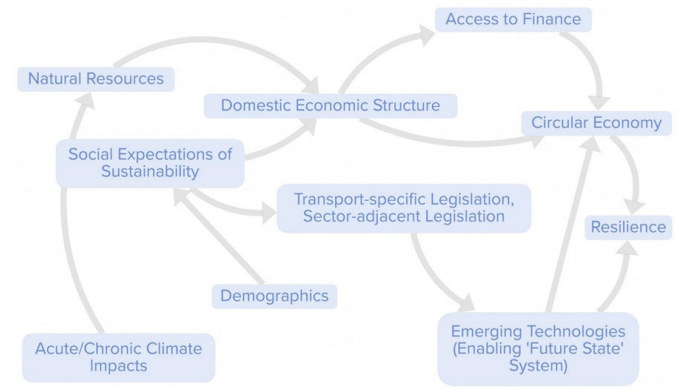 Access to Finance
Natural Resources
Domestic Economic Structure
Circular Economy
Social Expectations of
Sustainability
Transport-specific Legislation,
Sector-adjacent Legislation
Resilience
Demographics
Emerging Technologies
(Enabling 'Future State'
System)
Acute/Chronic Climate
Impacts